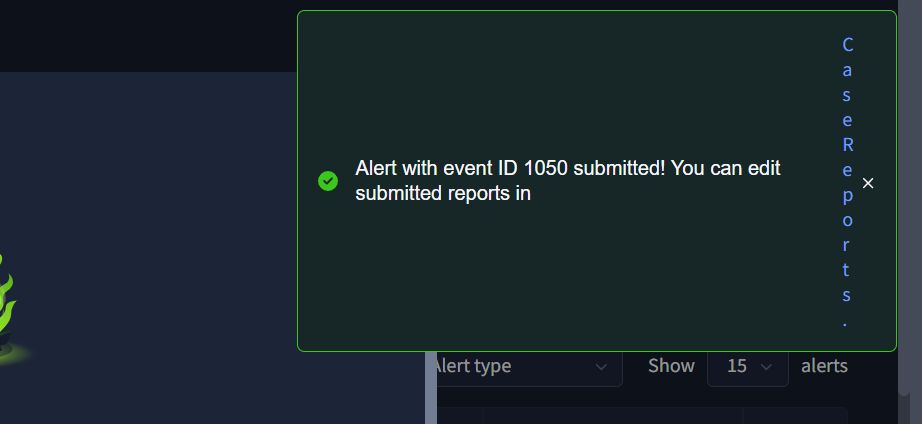 Alert with event ID 1050 submitted! You can edit
submitted reports in
C
a
s
e
R
e
p
o
r
t
s
.
Alert type
Show 15 alerts